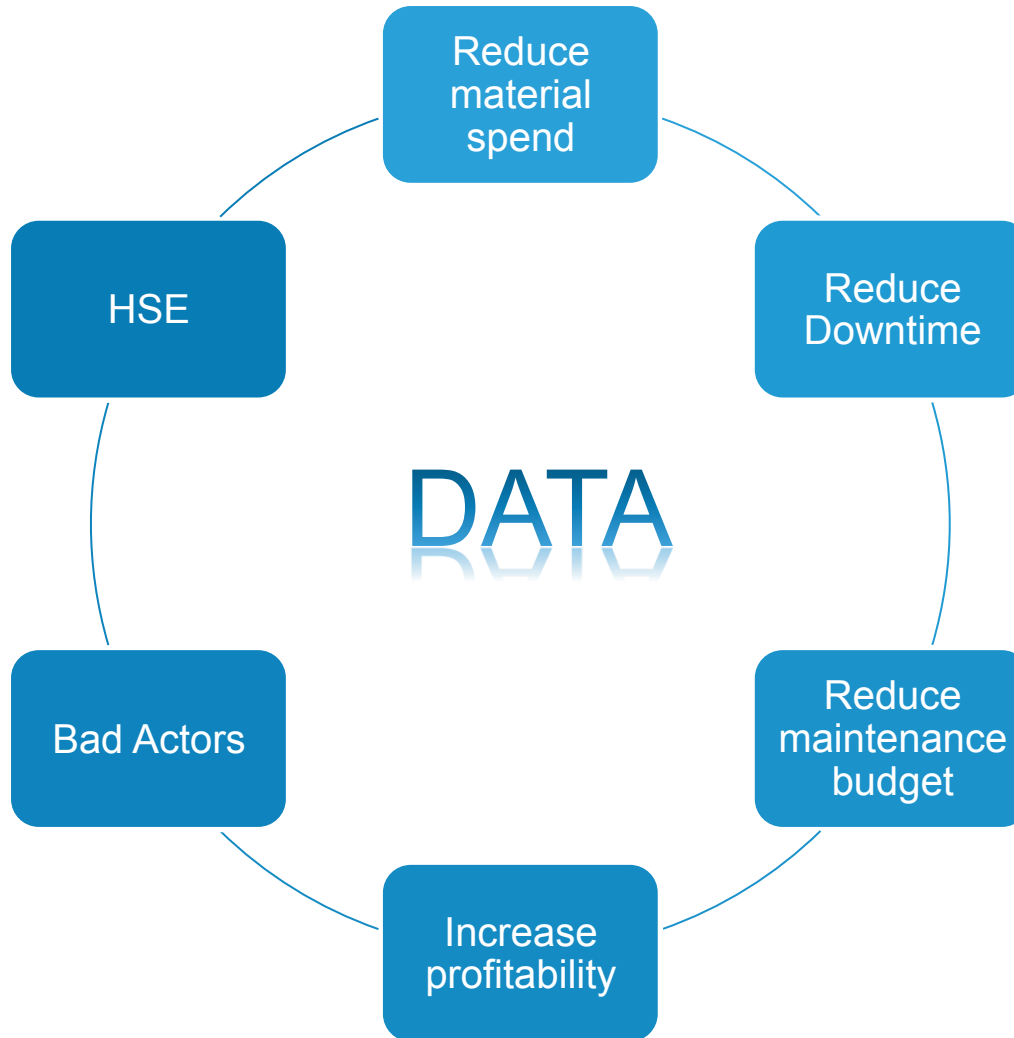 Reduce
material
spend
Reduce
Downtime
Reduce
maintenance
budget
Increase
profitability
Bad Actors
HSE
DATA